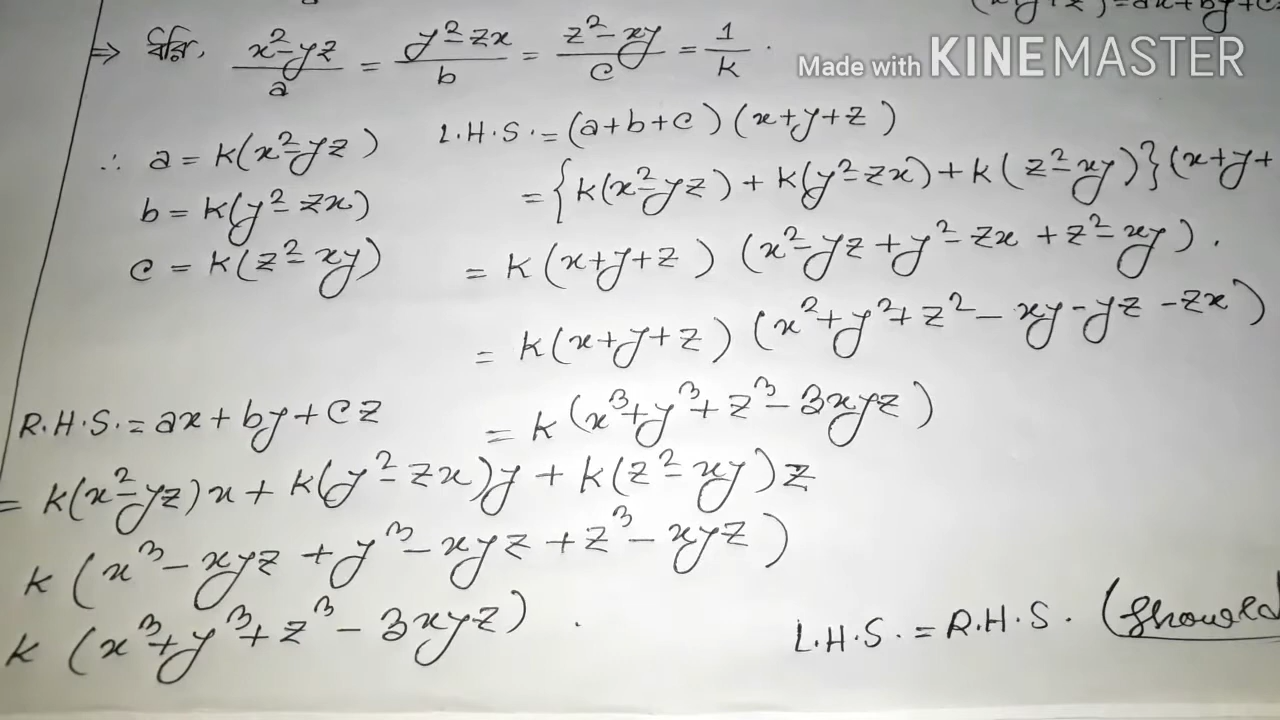 (x+y+z)=ax+by+c
⇒ ধরি, (x²-yz)/a = (y²-zx)/b = (z²-xy)/c = 1/k .
Made with KINEMASTER
∴ a = k(x²-yz)
b = k(y²-zx)
c = k(z²-xy)
L.H.S. = (a+b+c)(x+y+z)
= {k(x²-yz) + k(y²-zx) + k(z²-xy)}(x+y+
= k(x+y+z) (x²-yz+y²-zx+z²-xy) .
= k(x+y+z) (x²+y²+z²-xy-yz-zx)
= k(x³+y³+z³-3xyz)
R.H.S. = ax+by+cz
= k(x²-yz)x + k(y²-zx)y + k(z²-xy)z
k(x³-xyz+y³-xyz+z³-xyz)
k(x³+y³+z³-3xyz) .
L.H.S. = R.H.S. (Showed